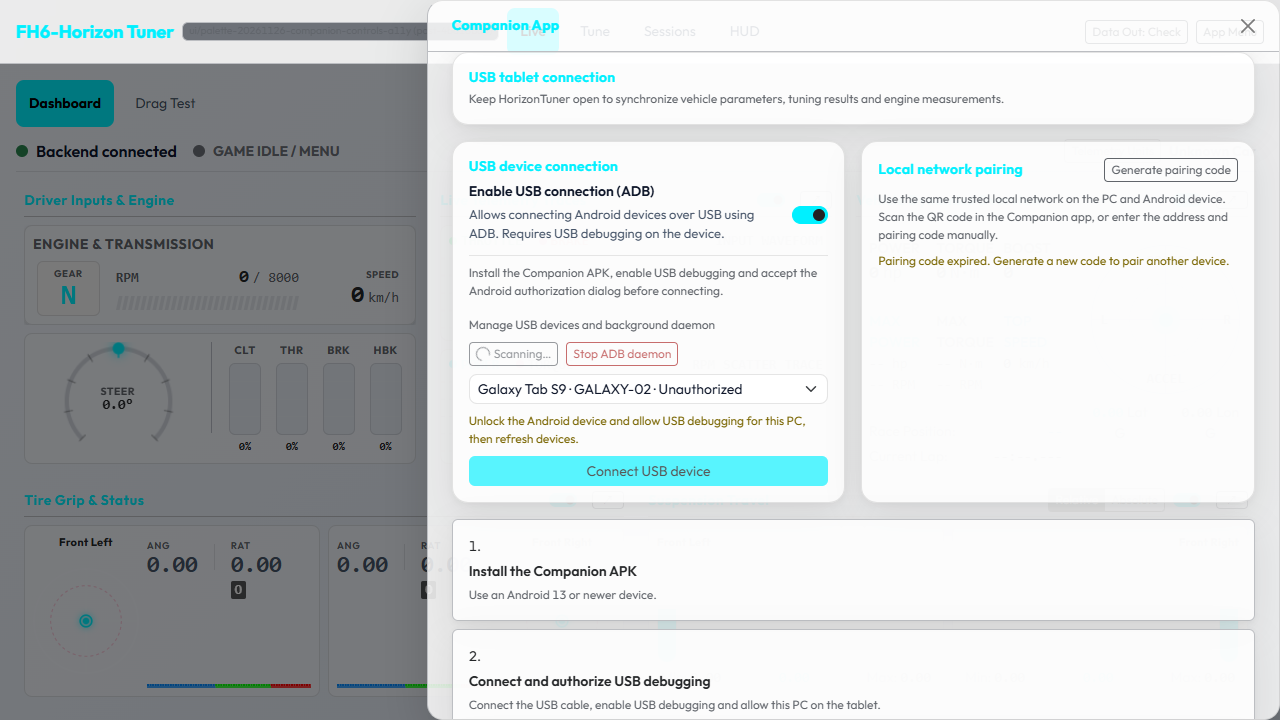 FH6-Horizon Tuner
Live
Tune
Sessions
HUD
Data Out: Check
App Menu
Dashboard
Drag Test
Backend connected
GAME IDLE / MENU
Driver Inputs & Engine
ENGINE & TRANSMISSION
GEAR
N
RPM
0 / 8000
SPEED
0 km/h
STEER
0.0°
CLT
THR
BRK
HBK
0%
0%
0%
0%
Tire Grip & Status
Front Left
ANG
0.00
RAT
0.00
0
ANG
0.00
Companion App
USB tablet connection
Keep HorizonTuner open to synchronize vehicle parameters, tuning results and engine measurements.
USB device connection
Enable USB connection (ADB)
Allows connecting Android devices over USB using
ADB. Requires USB debugging on the device.
Install the Companion APK, enable USB debugging and accept the
Android authorization dialog before connecting.
Manage USB devices and background daemon
Scanning...
Stop ADB daemon
Galaxy Tab S9 · GALAXY-02 · Unauthorized
Unlock the Android device and allow USB debugging for this PC,
then refresh devices.
Connect USB device
Local network pairing
Generate pairing code
Use the same trusted local network on the PC and Android device.
Scan the QR code in the Companion app, or enter the address and
pairing code manually.
Pairing code expired. Generate a new code to pair another device.
1.
Install the Companion APK
Use an Android 13 or newer device.
2.
Connect and authorize USB debugging
Connect the USB cable, enable USB debugging and allow this PC on the tablet.